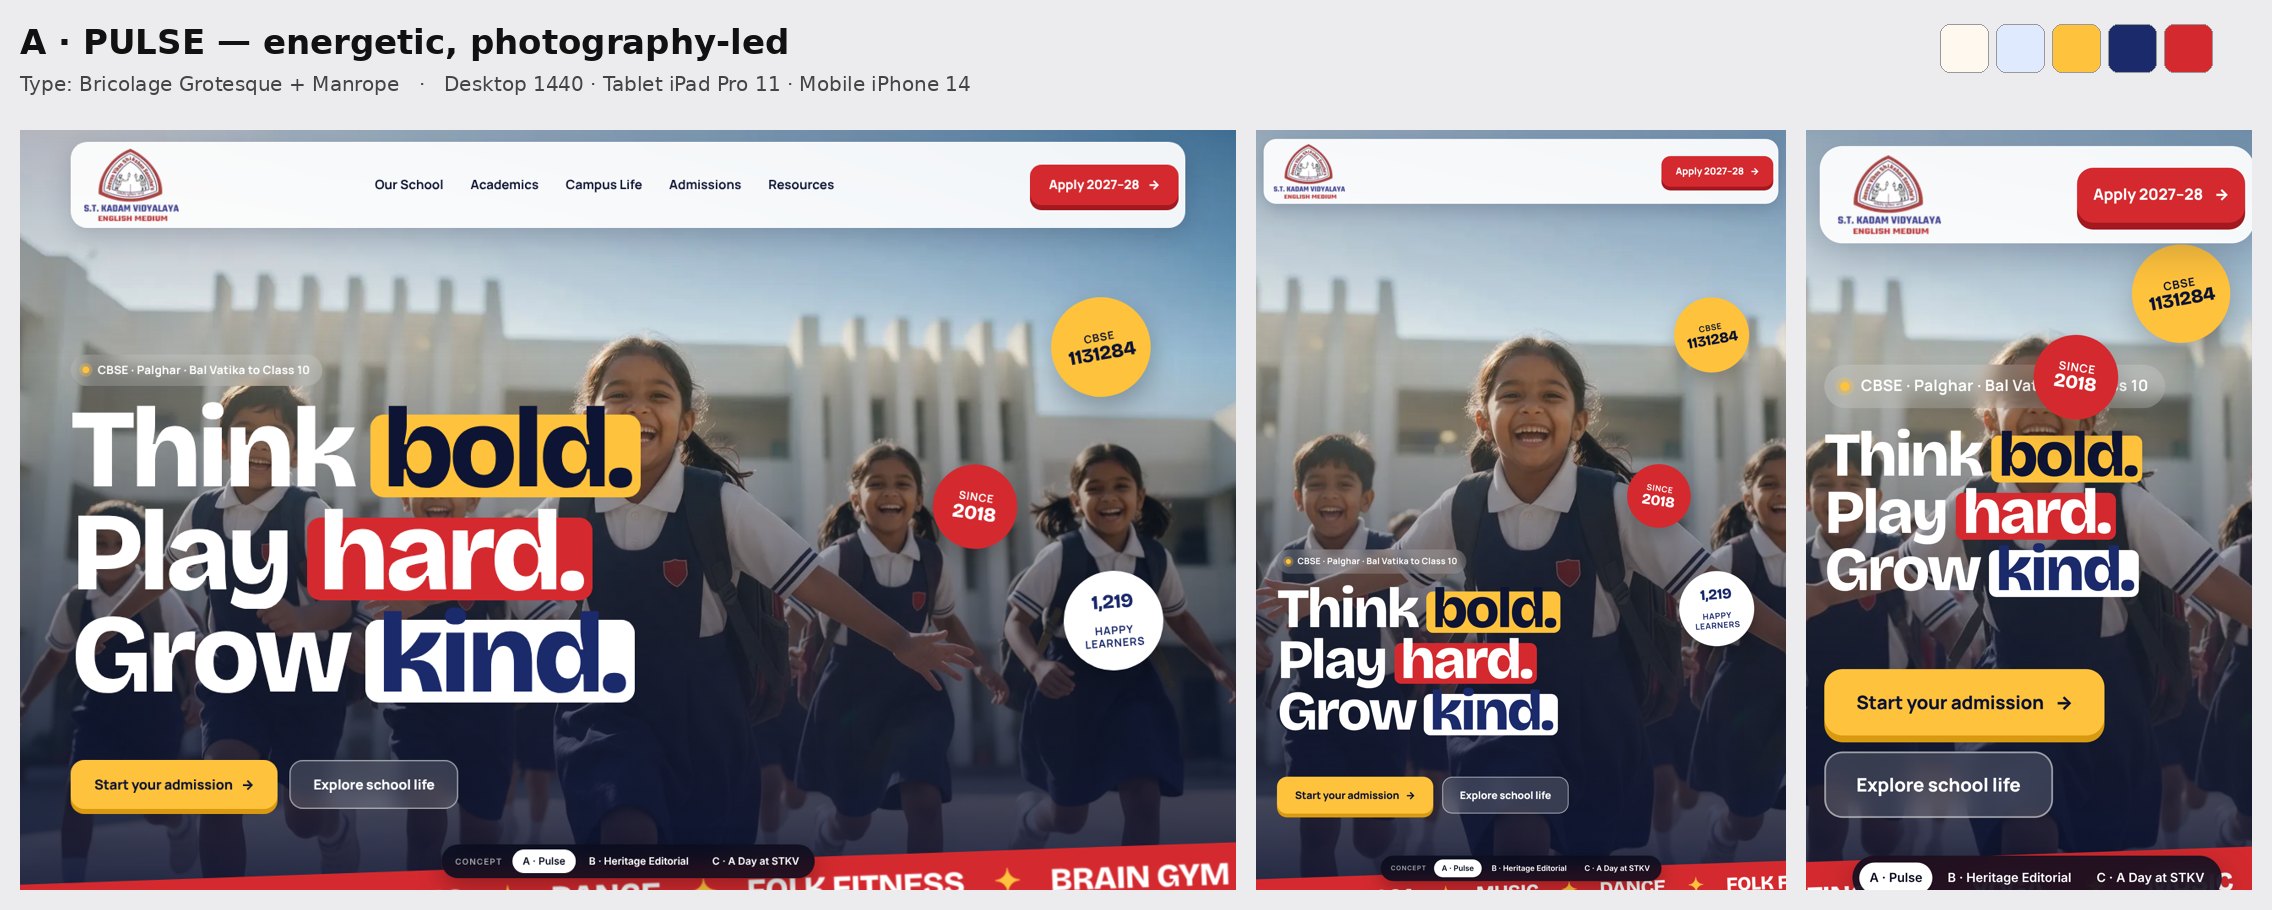 A · PULSE — energetic, photography-led
Type: Bricolage Grotesque + Manrope · Desktop 1440 · Tablet iPad Pro 11 · Mobile iPhone 14
S.T. KADAM VIDYALAYA
ENGLISH MEDIUM
Our School Academics Campus Life Admissions Resources
Apply 2027–28 →
CBSE
1131284
CBSE · Palghar · Bal Vatika to Class 10
Think bold.
Play hard.
Grow kind.
SINCE
2018
1,219
HAPPY
LEARNERS
Start your admission →
Explore school life
CONCEPT A · Pulse B · Heritage Editorial C · A Day at STKV
DANCE FOLK FITNESS BRAIN GYM
S.T. KADAM VIDYALAYA
ENGLISH MEDIUM
Apply 2027–28 →
CBSE
1131284
SINCE
2018
CBSE · Palghar · Bal Vatika to Class 10
Think bold.
Play hard.
Grow kind.
1,219
HAPPY
LEARNERS
Start your admission →
Explore school life
CONCEPT A · Pulse B · Heritage Editorial C · A Day at STKV
MUSIC DANCE FOLK F
S.T. KADAM VIDYALAYA
ENGLISH MEDIUM
Apply 2027–28 →
CBSE
1131284
SINCE
2018
CBSE · Palghar · Bal Vat s 10
Think bold.
Play hard.
Grow kind.
Start your admission →
Explore school life
A · Pulse B · Heritage Editorial C · A Day at STKV